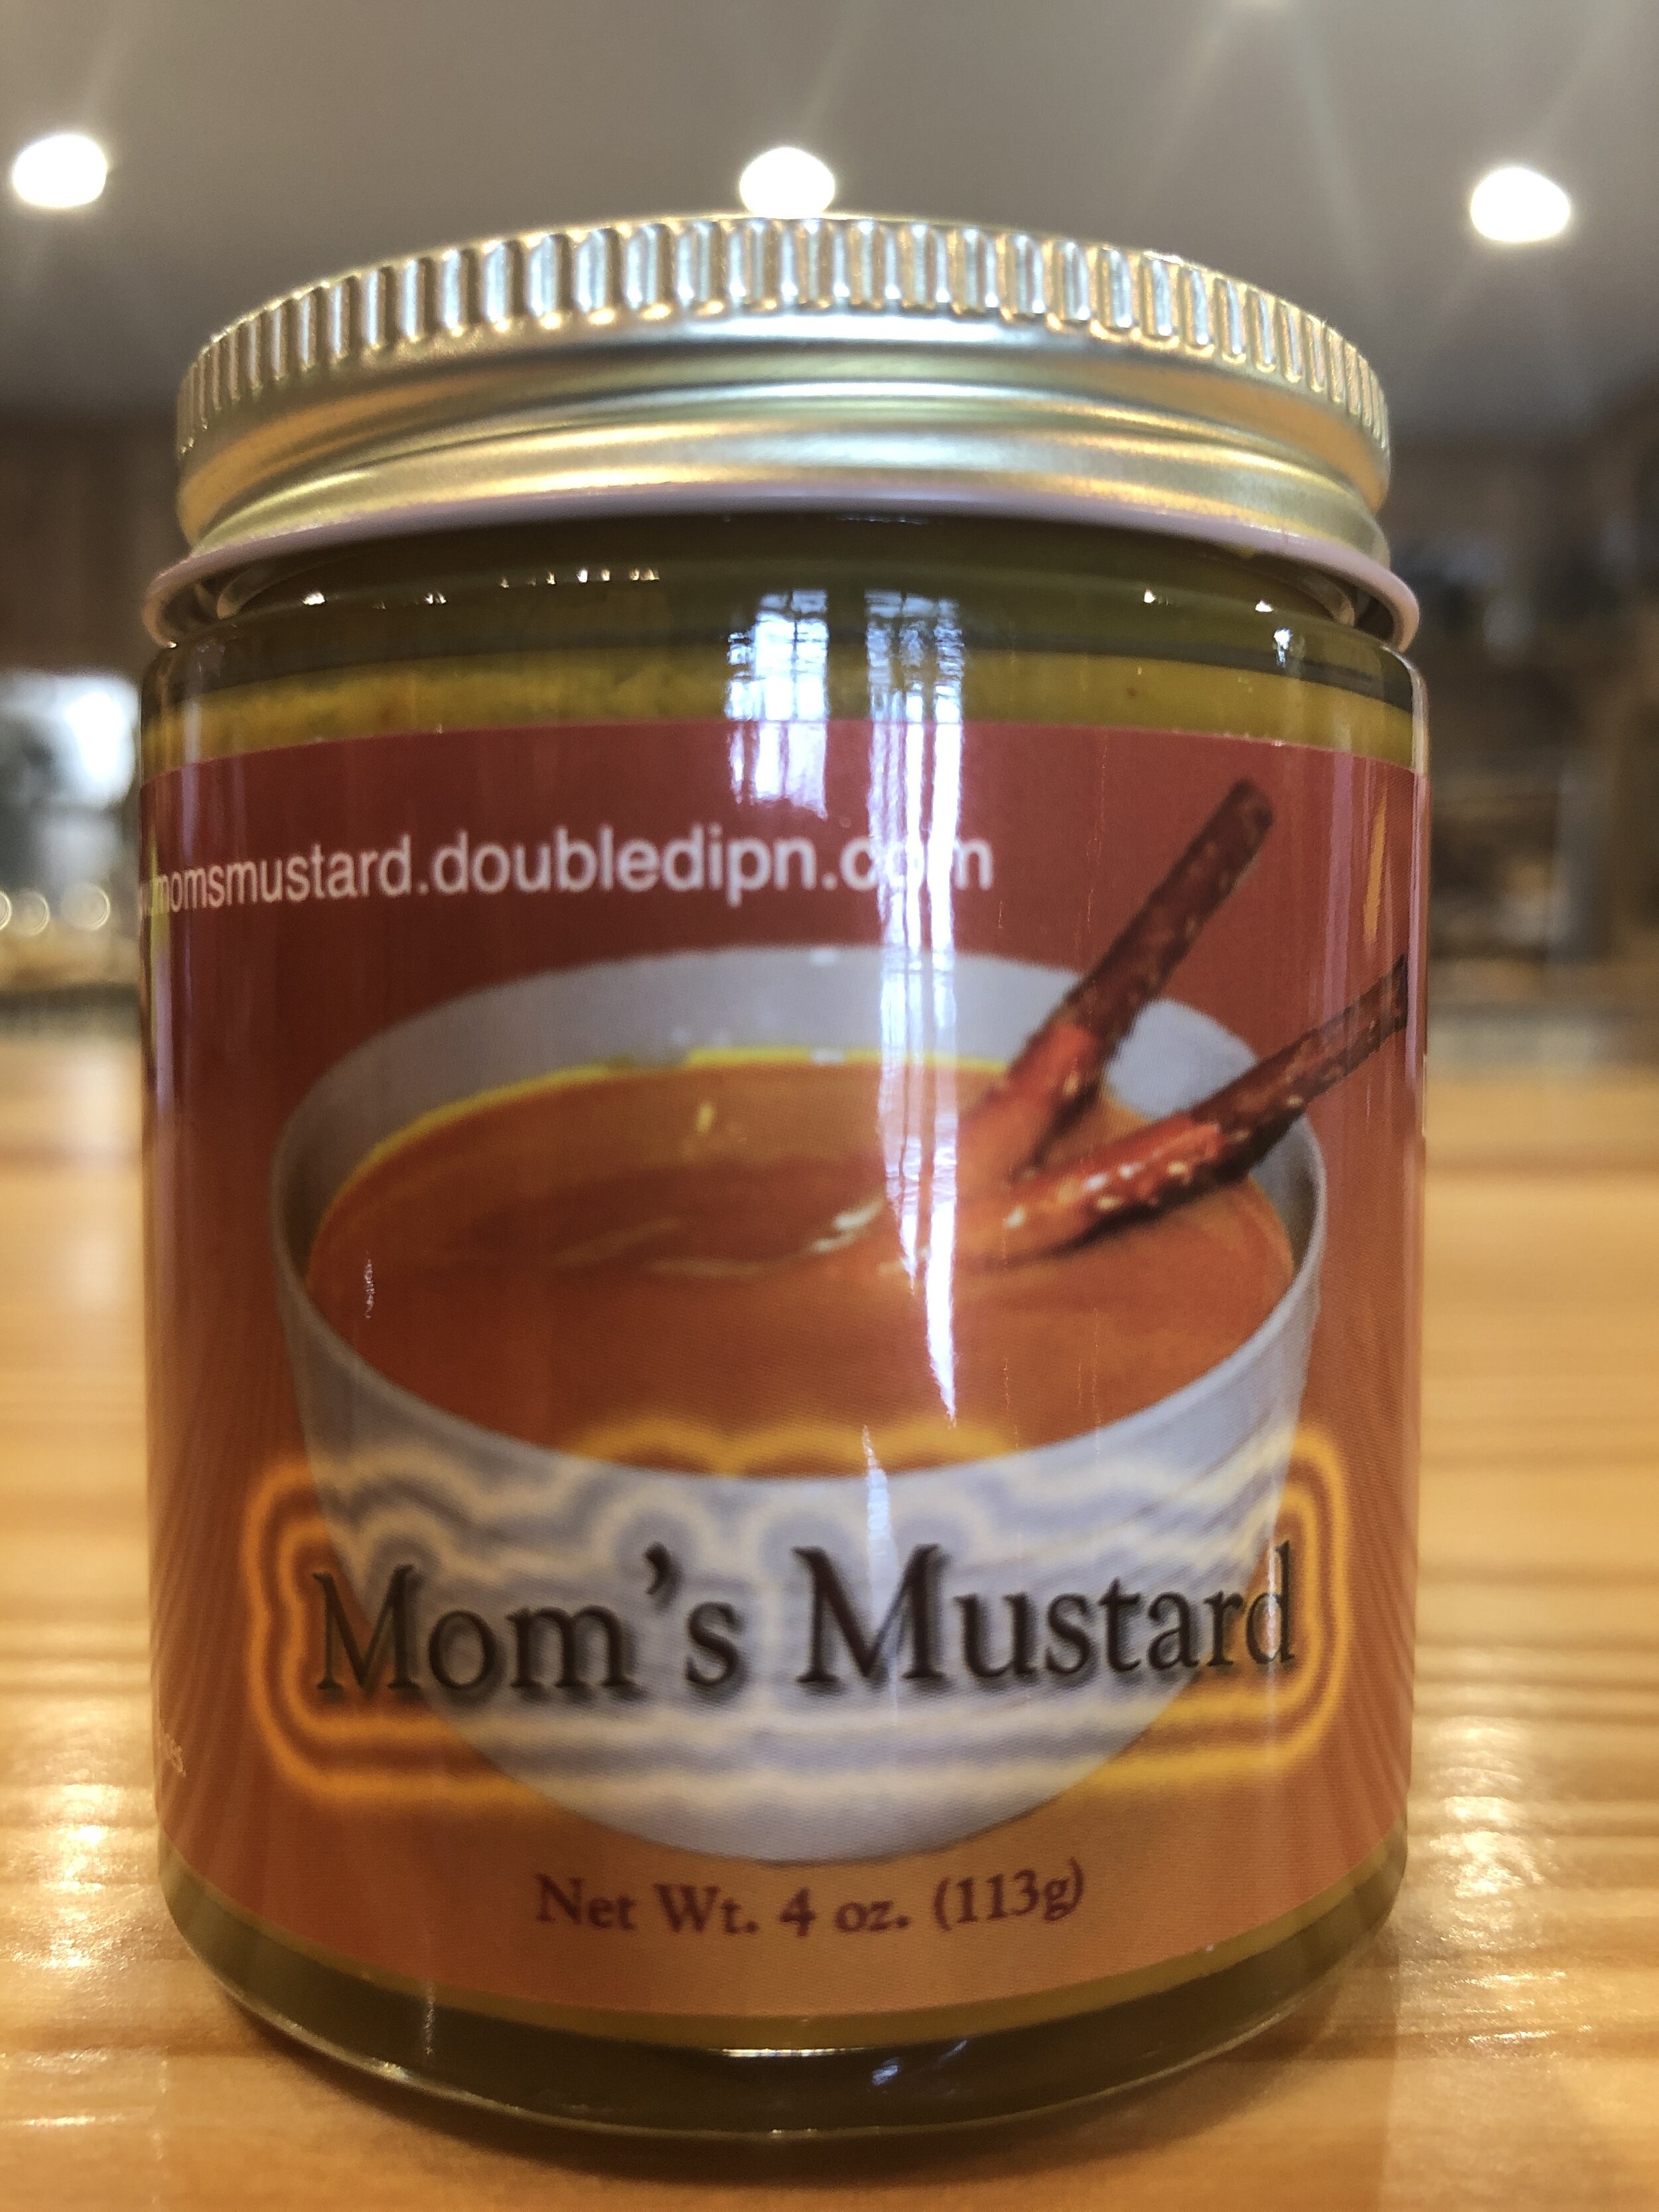 momsmustard.doubledipn.com
Mom's Mustard
Net Wt. 4 oz. (113g)